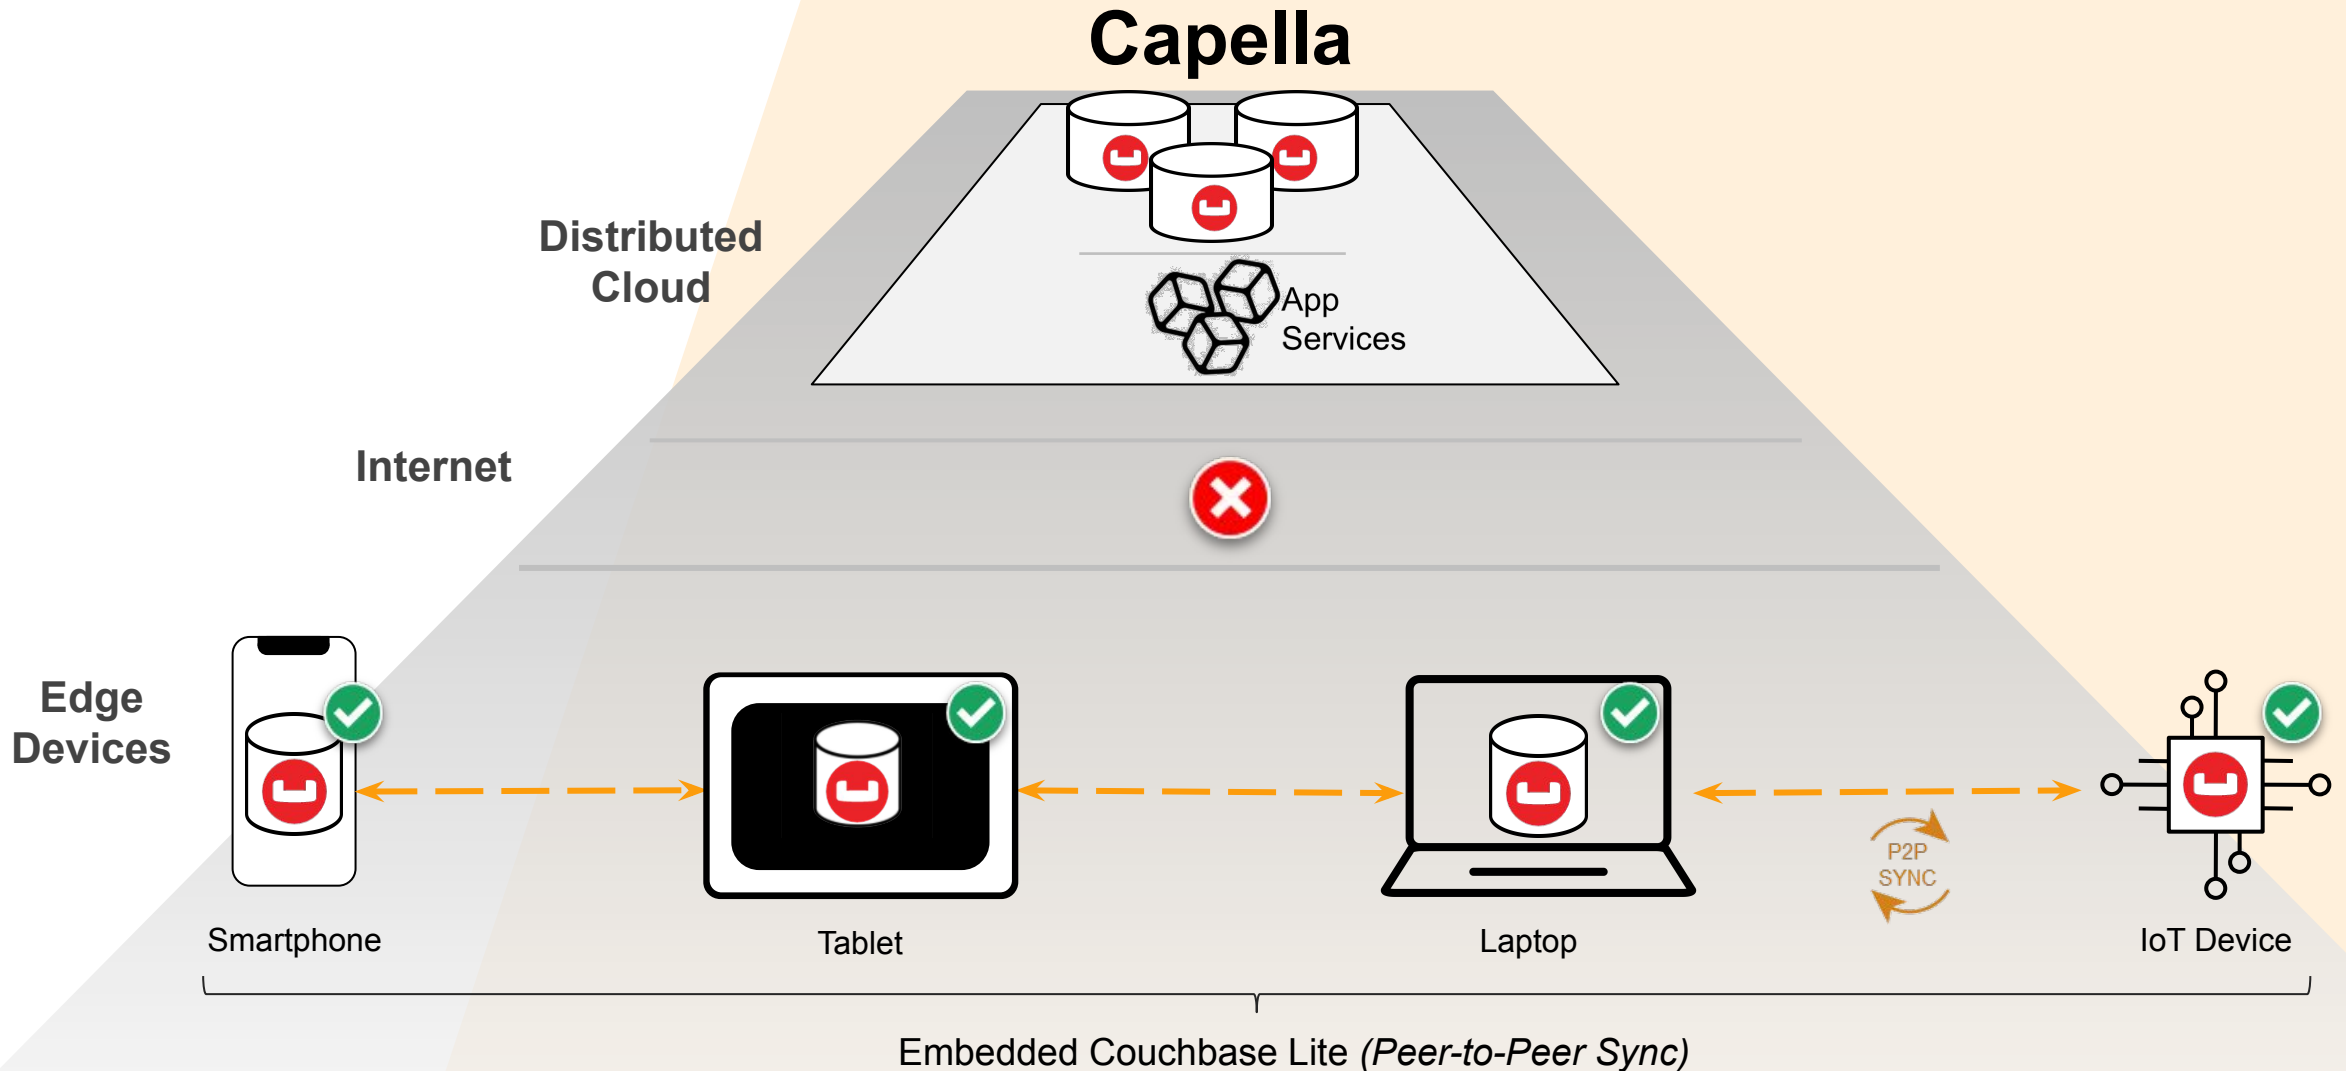 Capella
Distributed
Cloud
App
Services
Internet
Edge
Devices
P2P
SYNC
Smartphone
Tablet
Laptop
IoT Device
Embedded Couchbase Lite (Peer-to-Peer Sync)